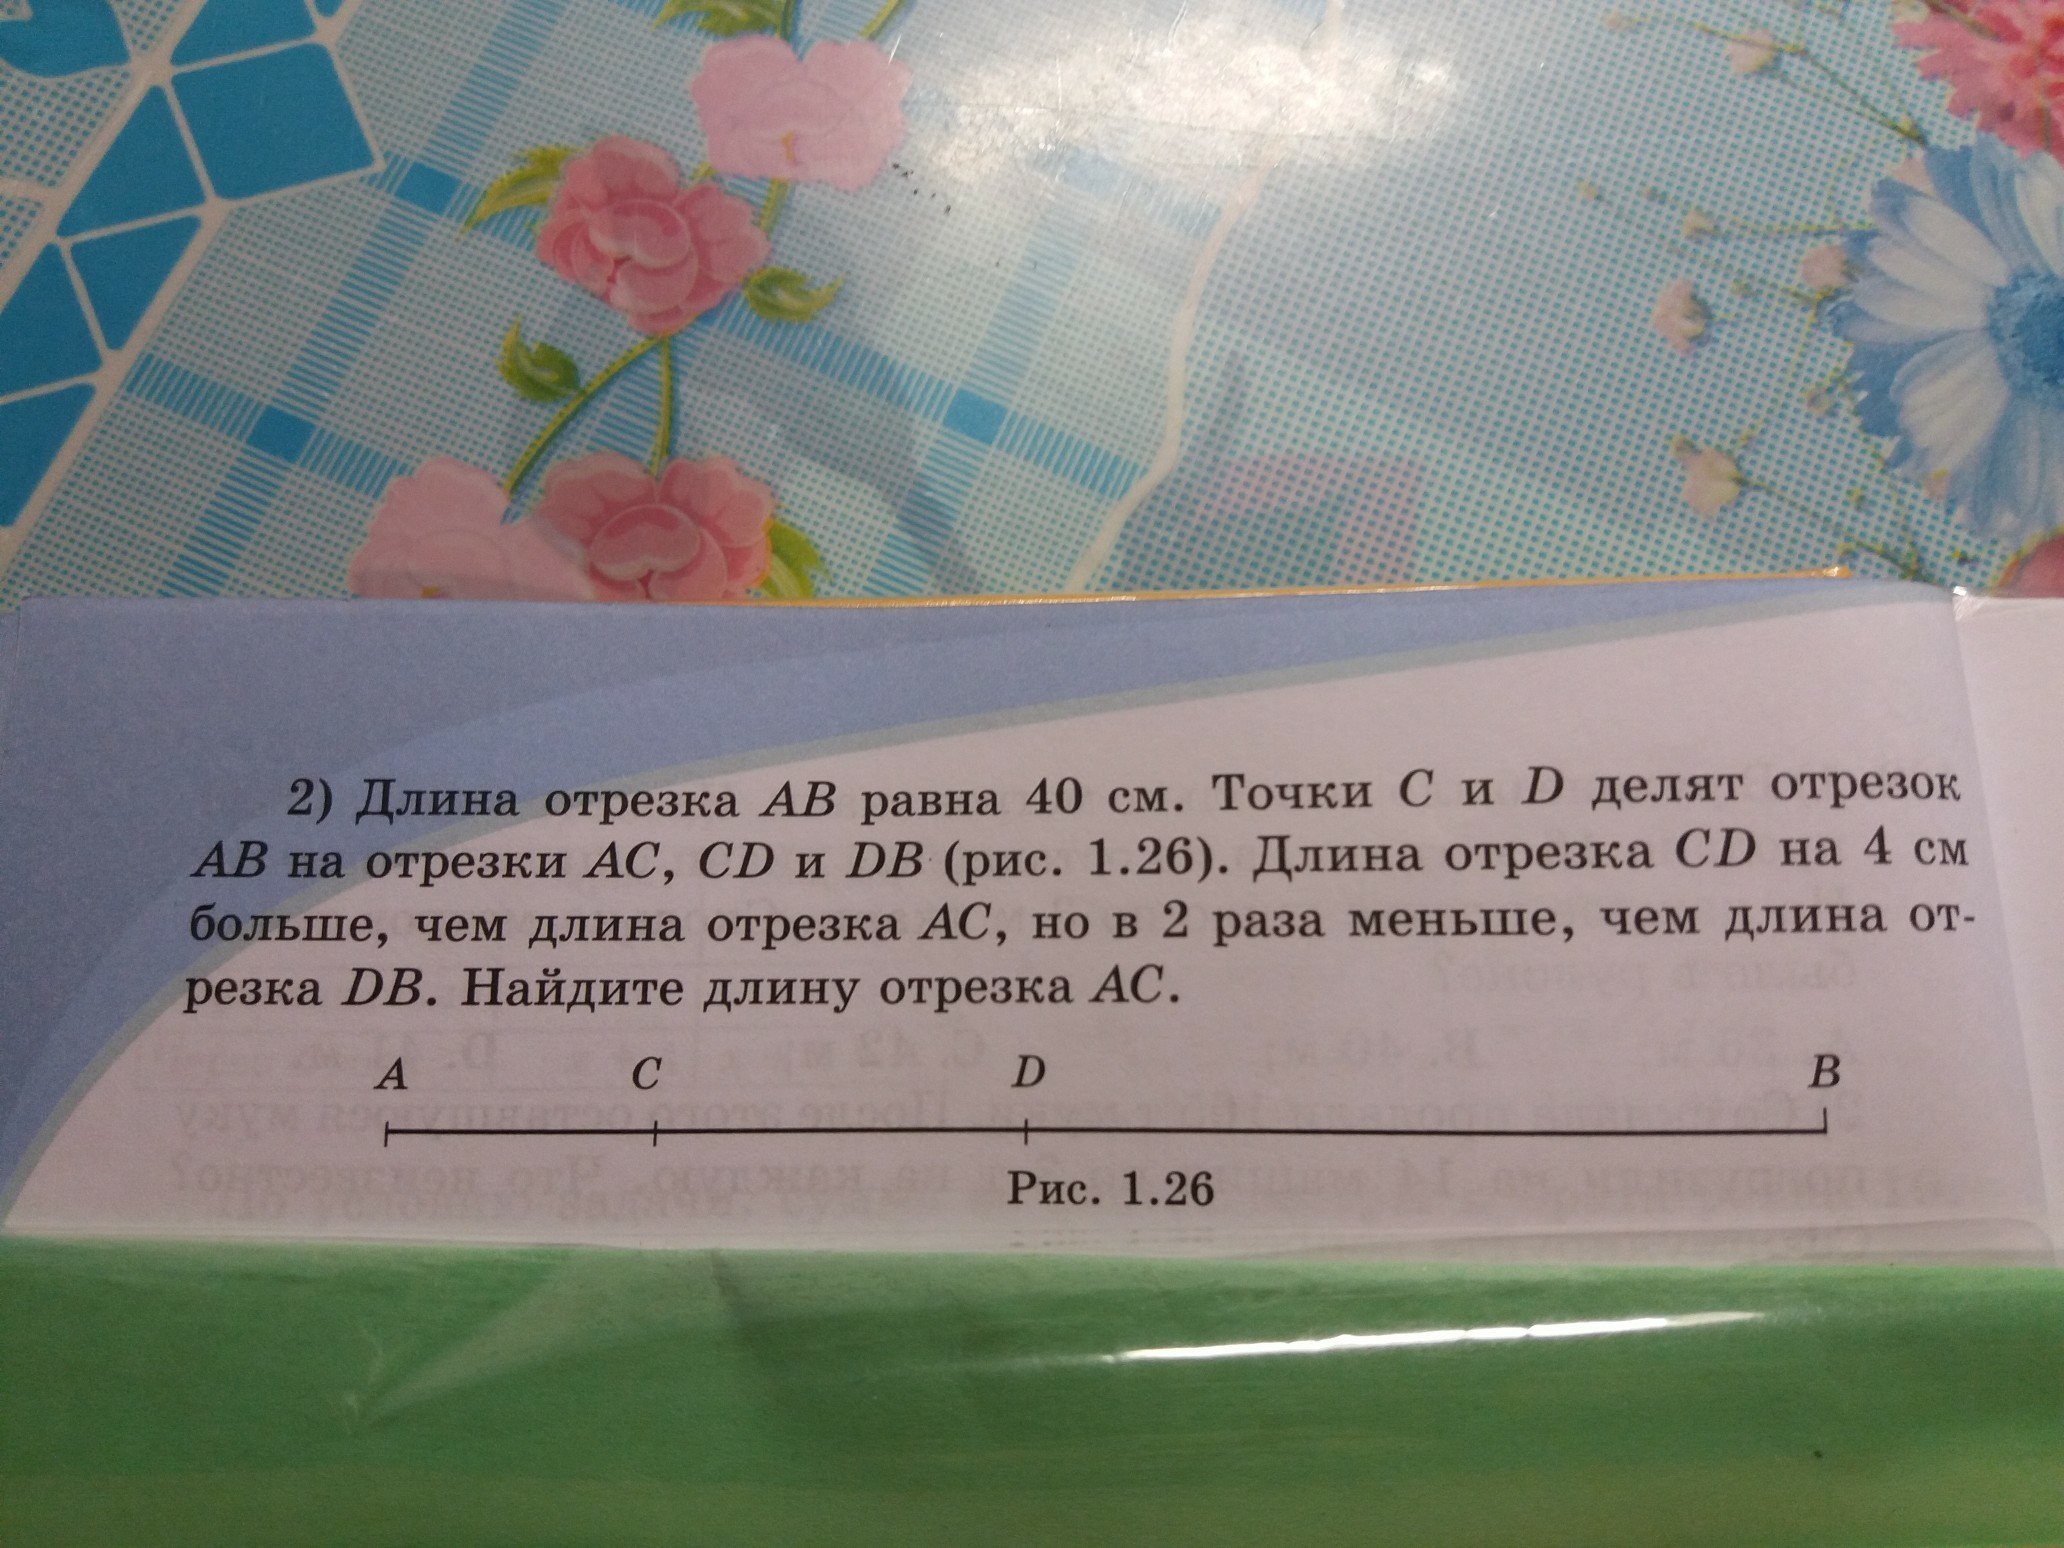 2) Длина отрезка AB равна 40 см. Точки C и D делят отрезок
AB на отрезки AC, CD и DB (рис. 1.26). Длина отрезка CD на 4 см
больше, чем длина отрезка AC, но в 2 раза меньше, чем длина от-
резка DB. Найдите длину отрезка AC.
A C D B
Рис. 1.26